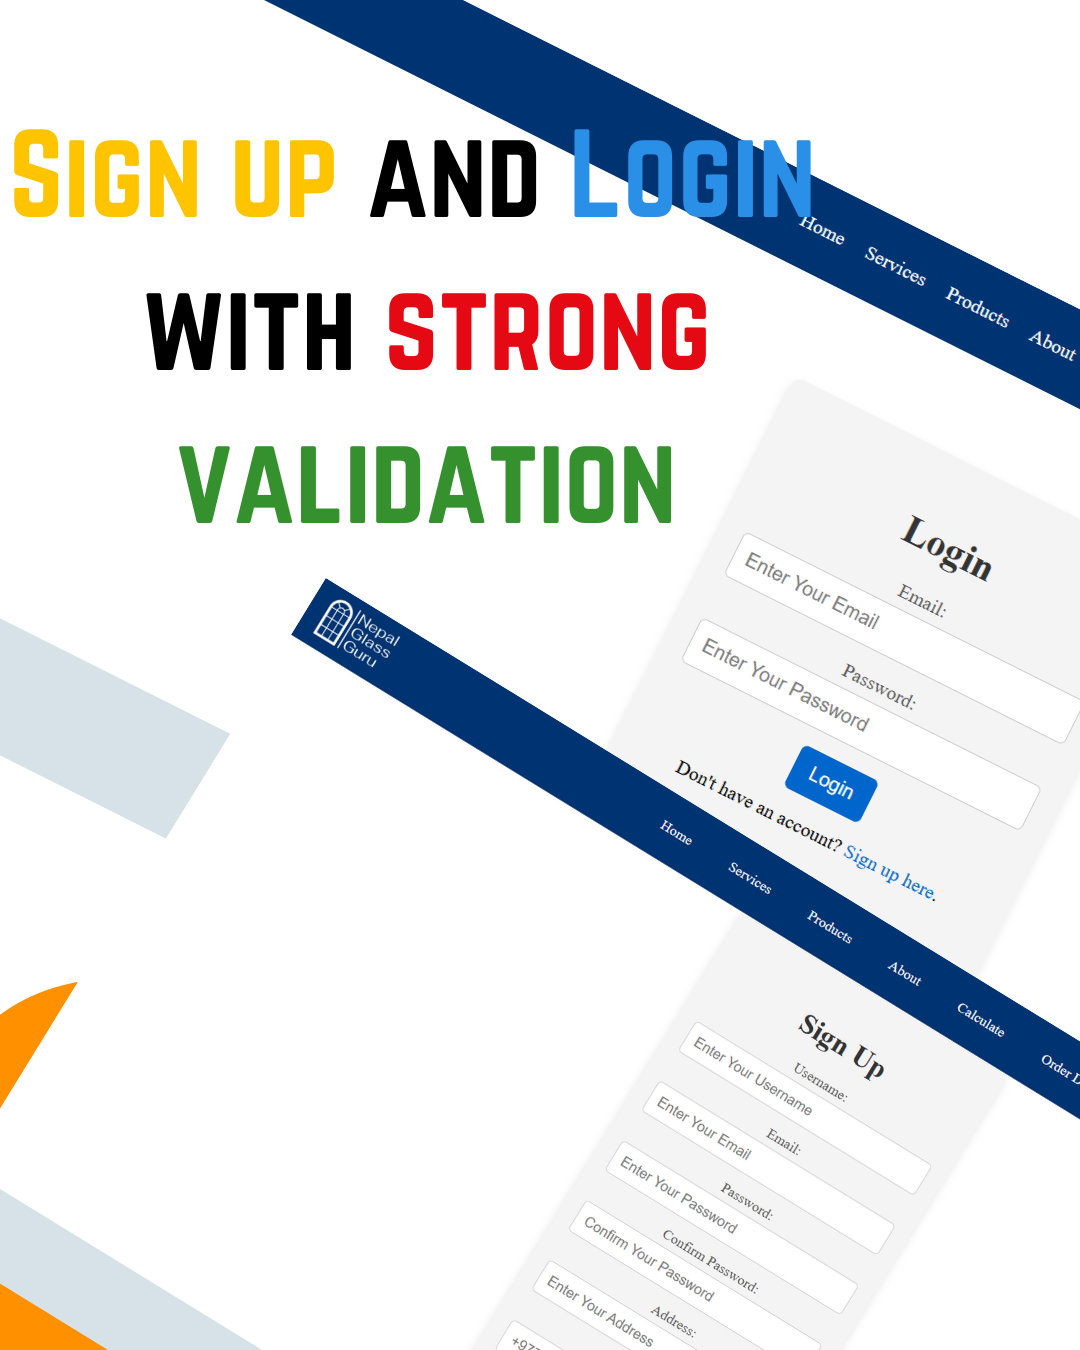 Sign up and Login
with strong
validation
Home
Services
Products
About
Login
Email:
Enter Your Email
Password:
Enter Your Password
Login
Don't have an account? Sign up here.
Nepal
Glass
Guru
Home
Services
Products
About
Calculate
Order
Sign Up
Username:
Enter Your Username
Email:
Enter Your Email
Password:
Enter Your Password
Confirm Password:
Confirm Your Password
Address:
Enter Your Address